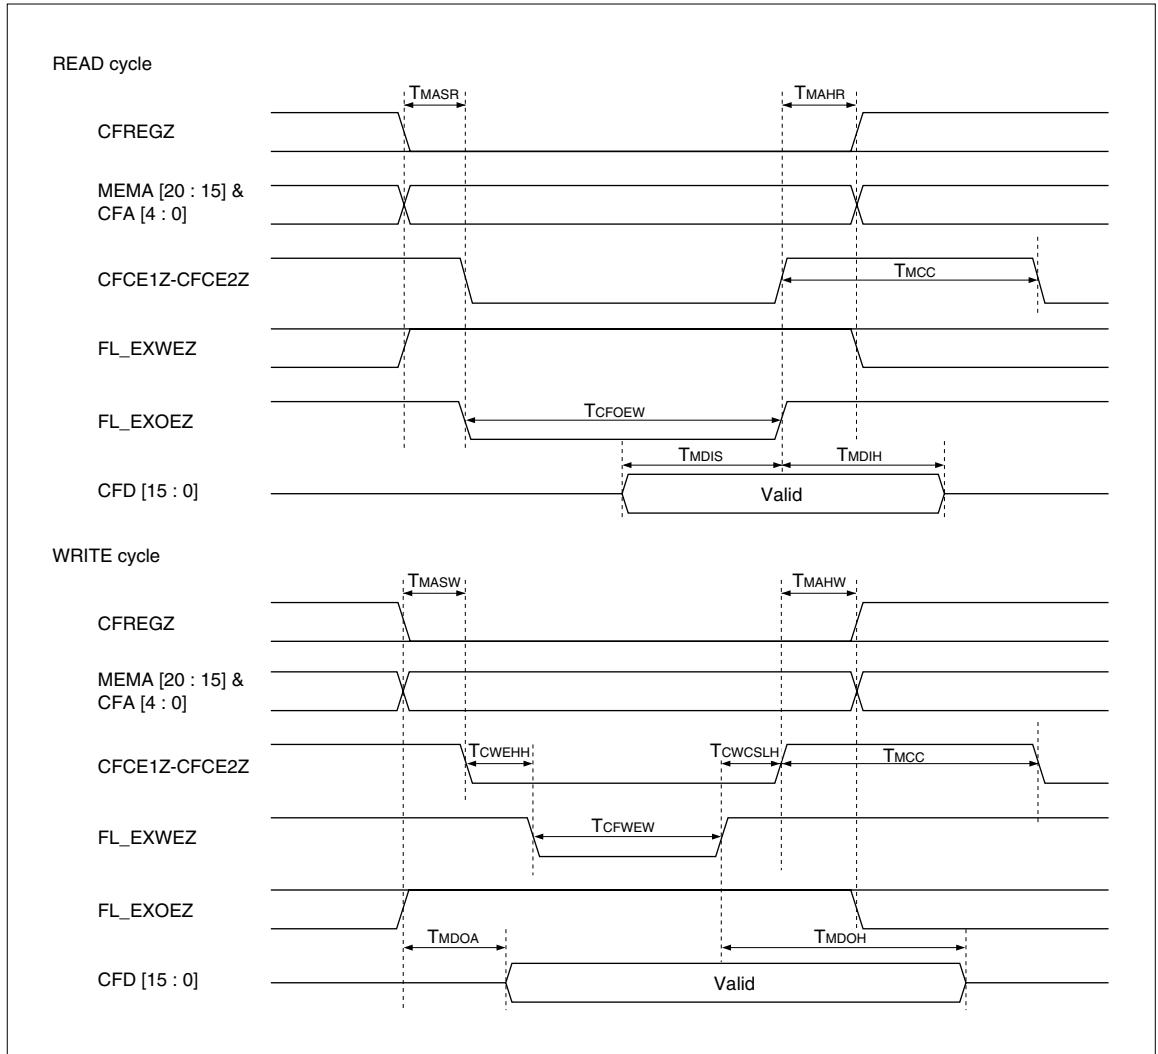 READ cycle
TMASR
TMAHR
CFREGZ
MEMA [20 : 15] &
CFA [4 : 0]
CFCE1Z-CFCE2Z
TMCC
FL_EXWEZ
FL_EXOEZ
TCFOEW
TMDIS
TMDIH
CFD [15 : 0]
Valid
WRITE cycle
TMASW
TMAHW
CFREGZ
MEMA [20 : 15] &
CFA [4 : 0]
CFCE1Z-CFCE2Z
TCWEHH
TCWCSLH
TMCC
FL_EXWEZ
TCFWEW
FL_EXOEZ
TMDOA
TMDOH
CFD [15 : 0]
Valid